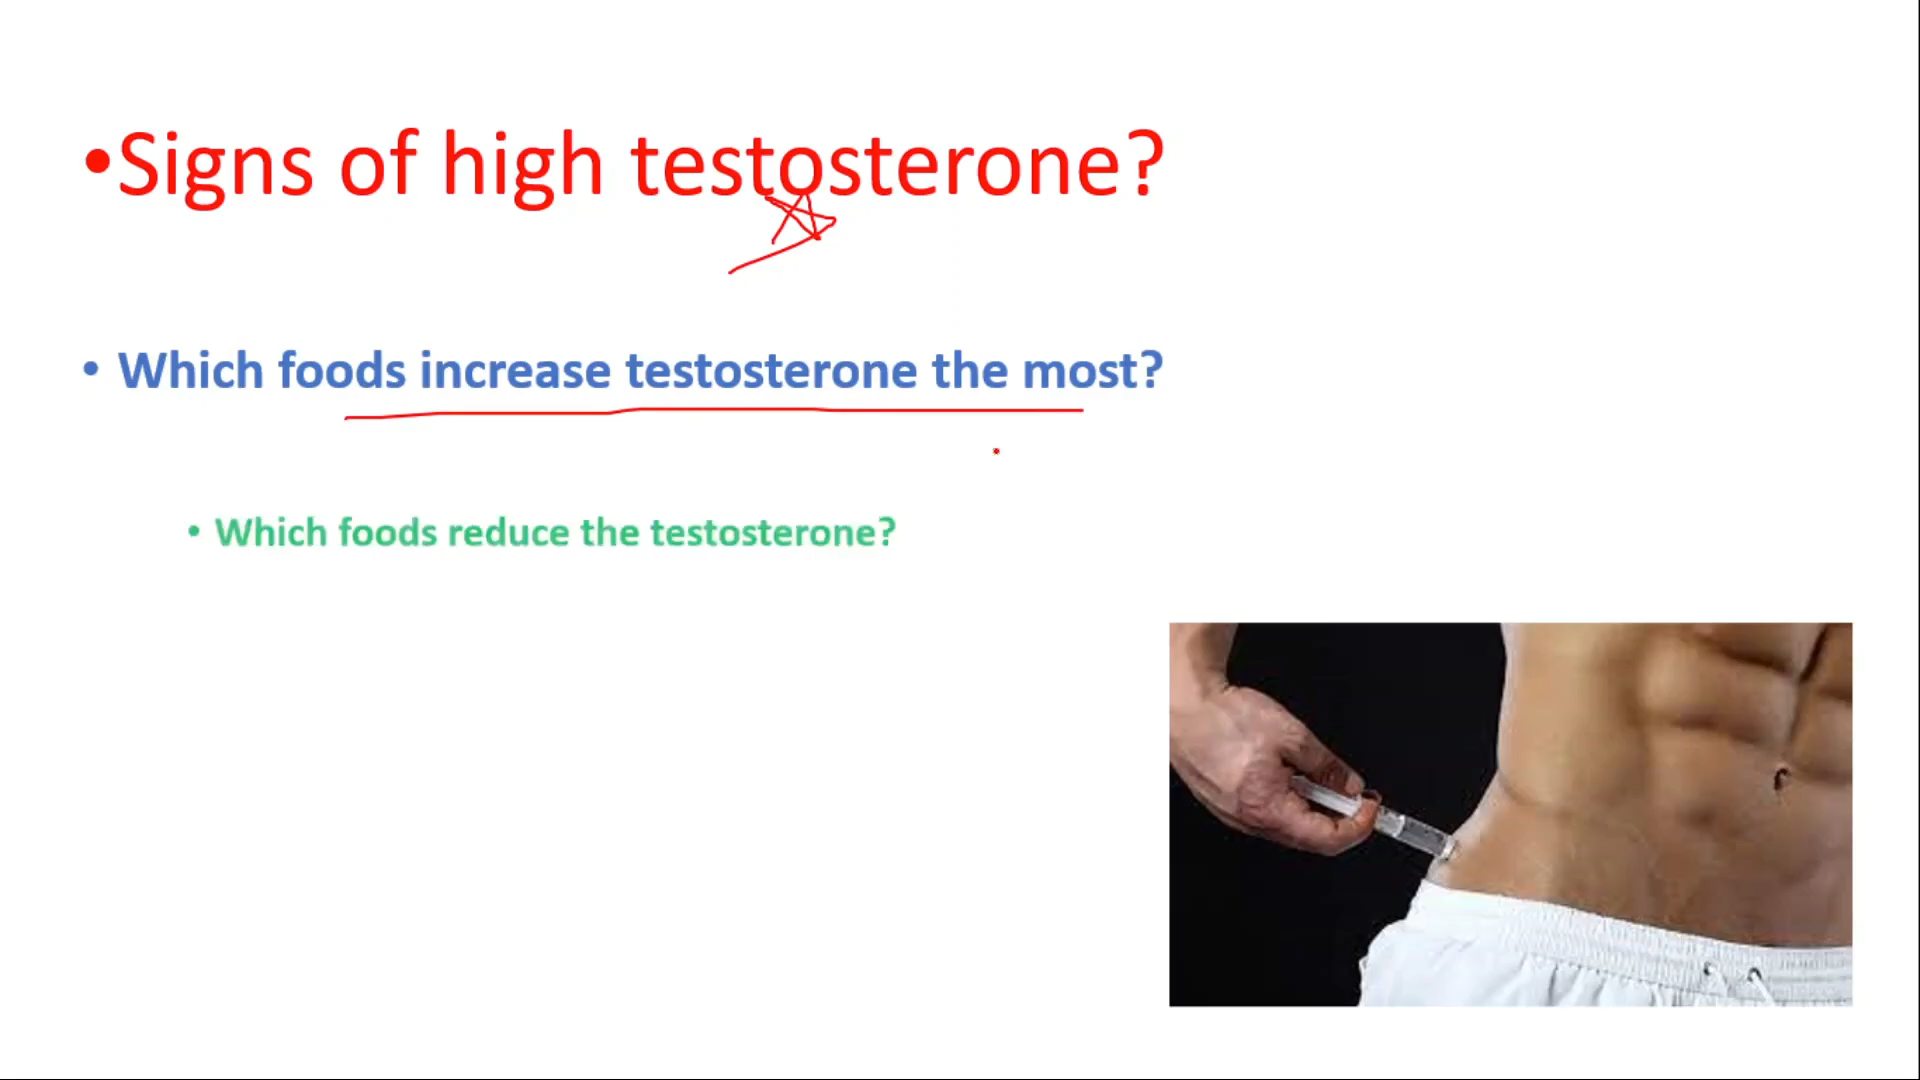 •Signs of high testosterone?
• Which foods increase testosterone the most?
• Which foods reduce the testosterone?